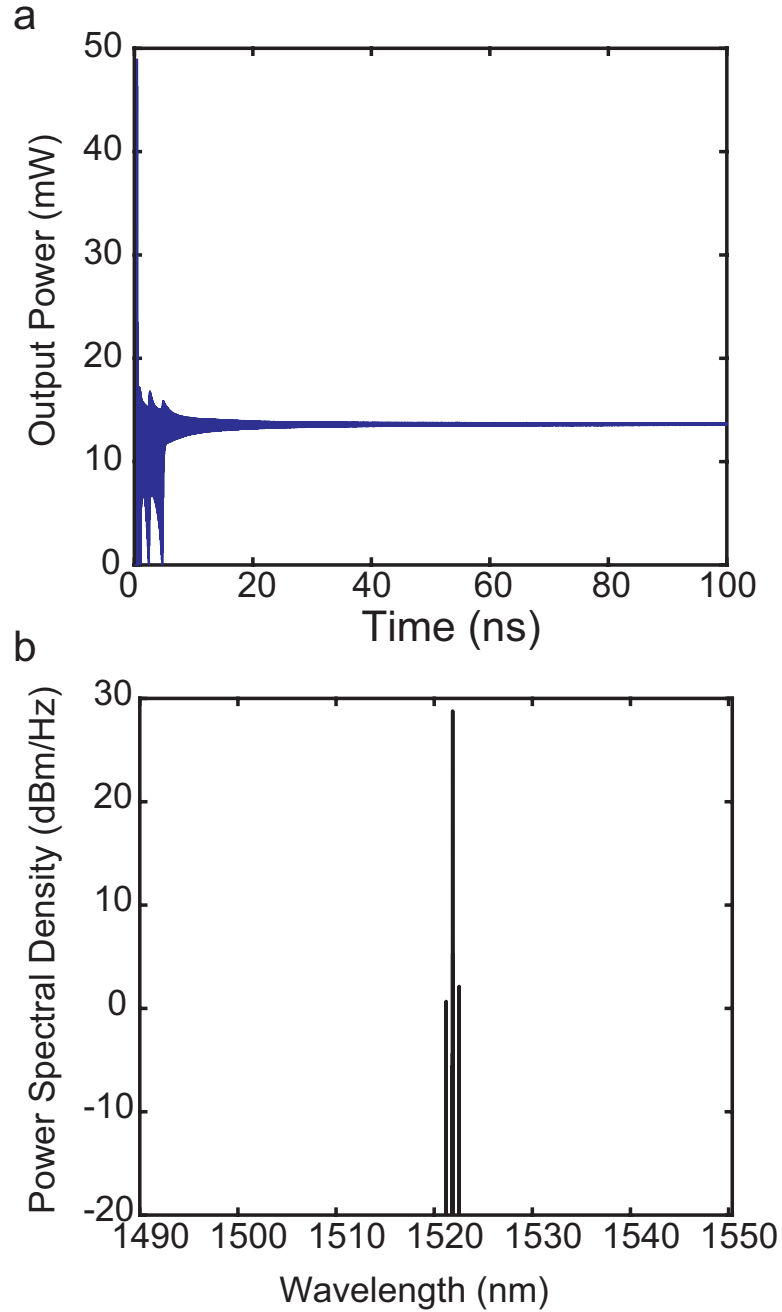 a
50
40
30
20
10
0
Output Power (mW)
0 20 40 60 80 100
Time (ns)
b
30
20
10
0
-10
-20
Power Spectral Density (dBm/Hz)
1490 1500 1510 1520 1530 1540 1550
Wavelength (nm)